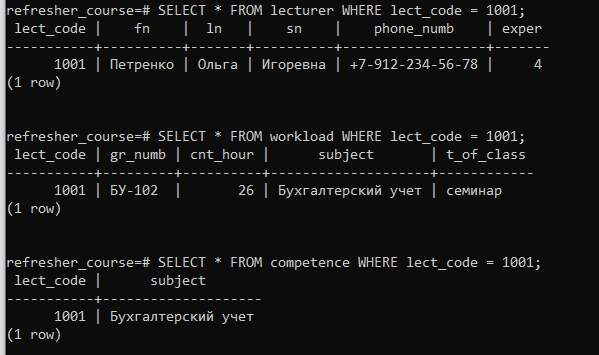 refresher_course=# SELECT * FROM lecturer WHERE lect_code = 1001;
 lect_code |    fn    |  ln   |    sn    |   phone_numb     | exper
-----------+----------+-------+----------+------------------+-------
      1001 | Петренко | Ольга | Игоревна | +7-912-234-56-78 |     4
(1 row)
refresher_course=# SELECT * FROM workload WHERE lect_code = 1001;
 lect_code | gr_numb | cnt_hour |      subject       | t_of_class
-----------+---------+----------+--------------------+------------
      1001 | БУ-102  |       26 | Бухгалтерский учет | семинар
(1 row)
refresher_course=# SELECT * FROM competence WHERE lect_code = 1001;
 lect_code |      subject
-----------+--------------------
      1001 | Бухгалтерский учет
(1 row)